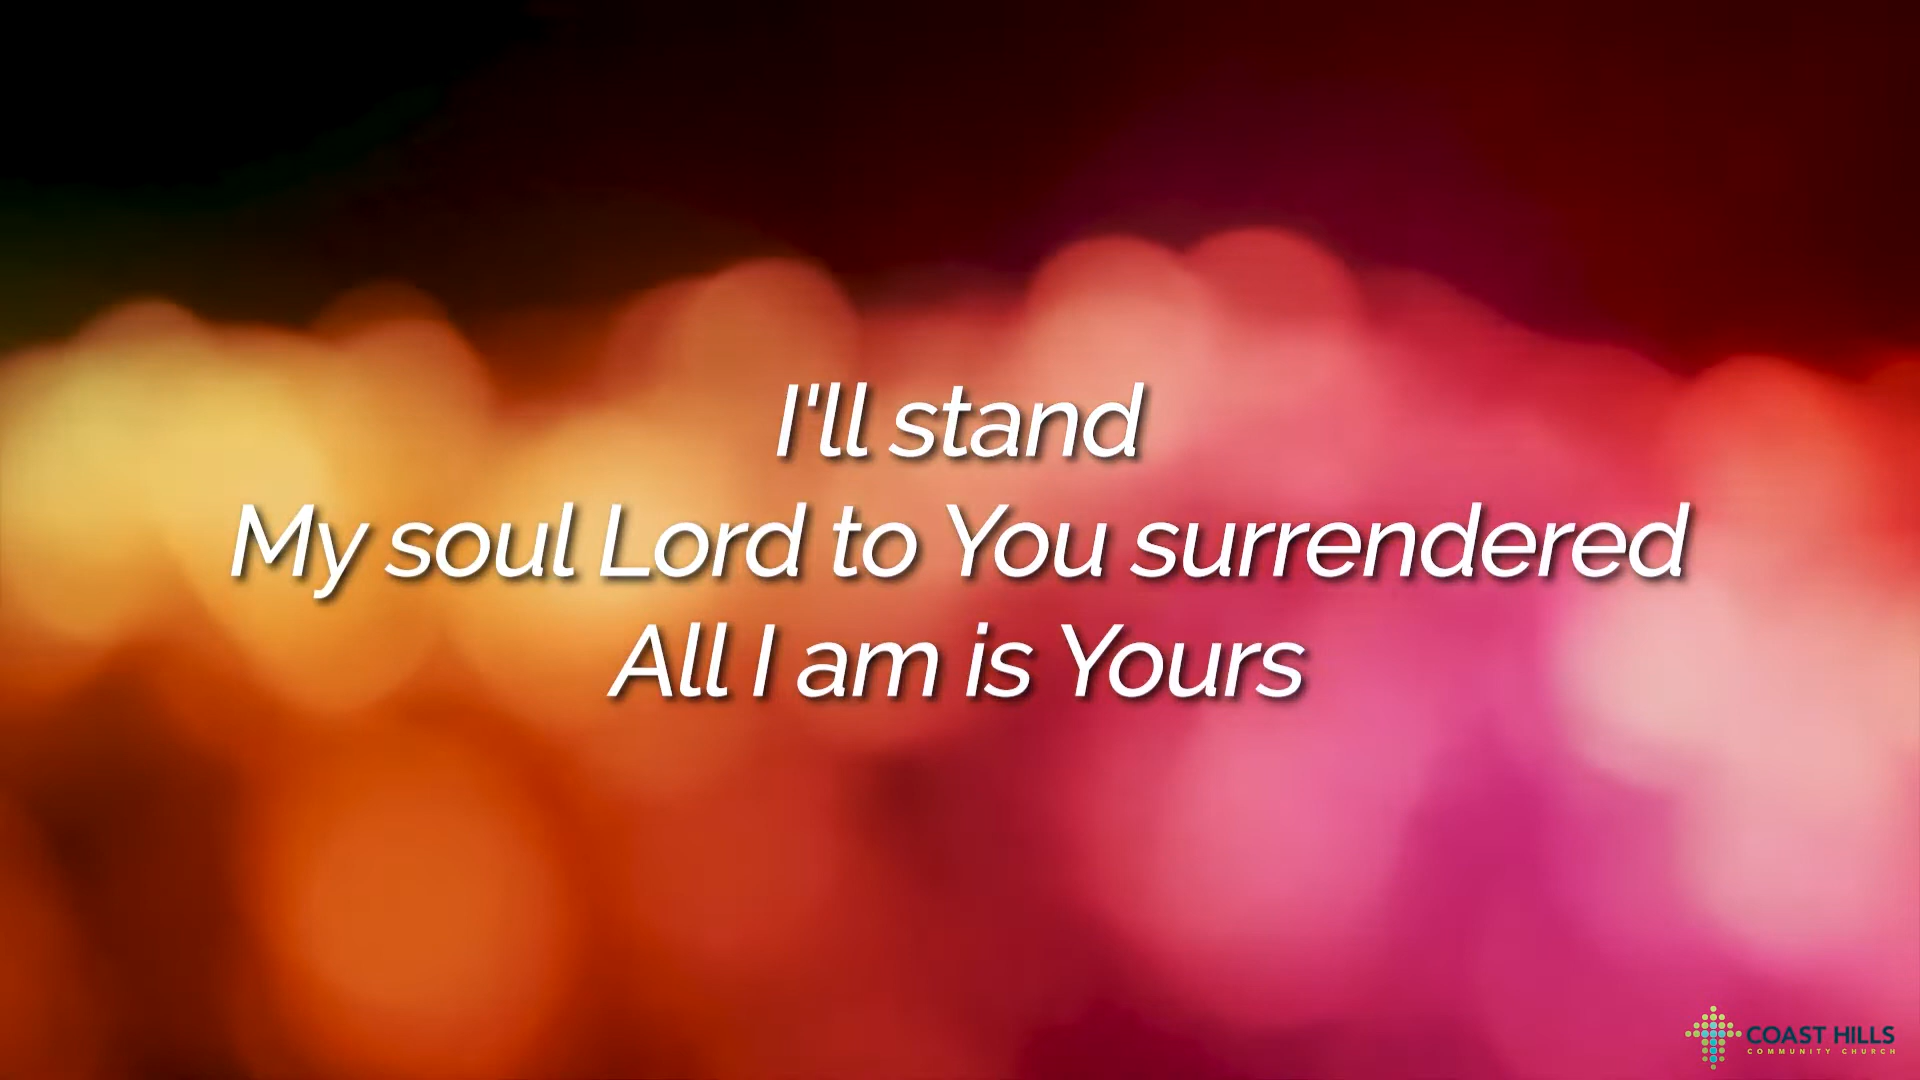 I'll stand
My soul Lord to You surrendered
All I am is Yours
COAST HILLS
COMMUNITY CHURCH